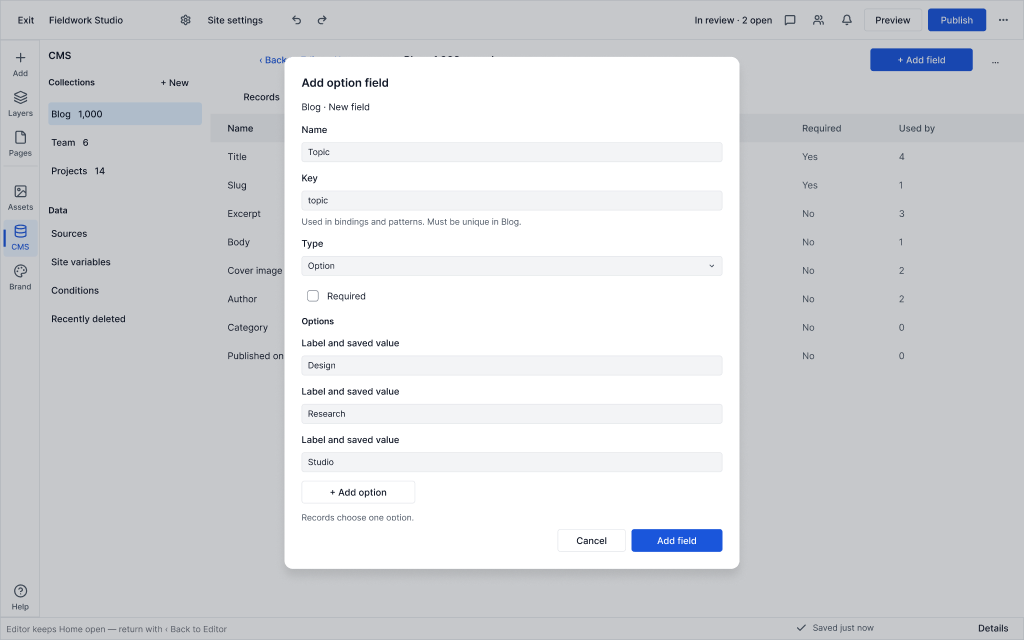 Exit Fieldwork Studio Site settings In review · 2 open Preview Publish ···
Add
Layers
Pages
Assets
CMS
Brand
Help
CMS
Collections + New
Blog 1,000
Team 6
Projects 14
Data
Sources
Site variables
Conditions
Recently deleted
‹ Back
+ Add field ...
Records
Name Required Used by
Title Yes 4
Slug Yes 1
Excerpt No 3
Body No 1
Cover image No 2
Author No 2
Category No 0
Published on No 0
Add option field
Blog · New field
Name
Topic
Key
topic
Used in bindings and patterns. Must be unique in Blog.
Type
Option
Required
Options
Label and saved value
Design
Label and saved value
Research
Label and saved value
Studio
+ Add option
Records choose one option.
Cancel Add field
Editor keeps Home open — return with ‹ Back to Editor Saved just now Details